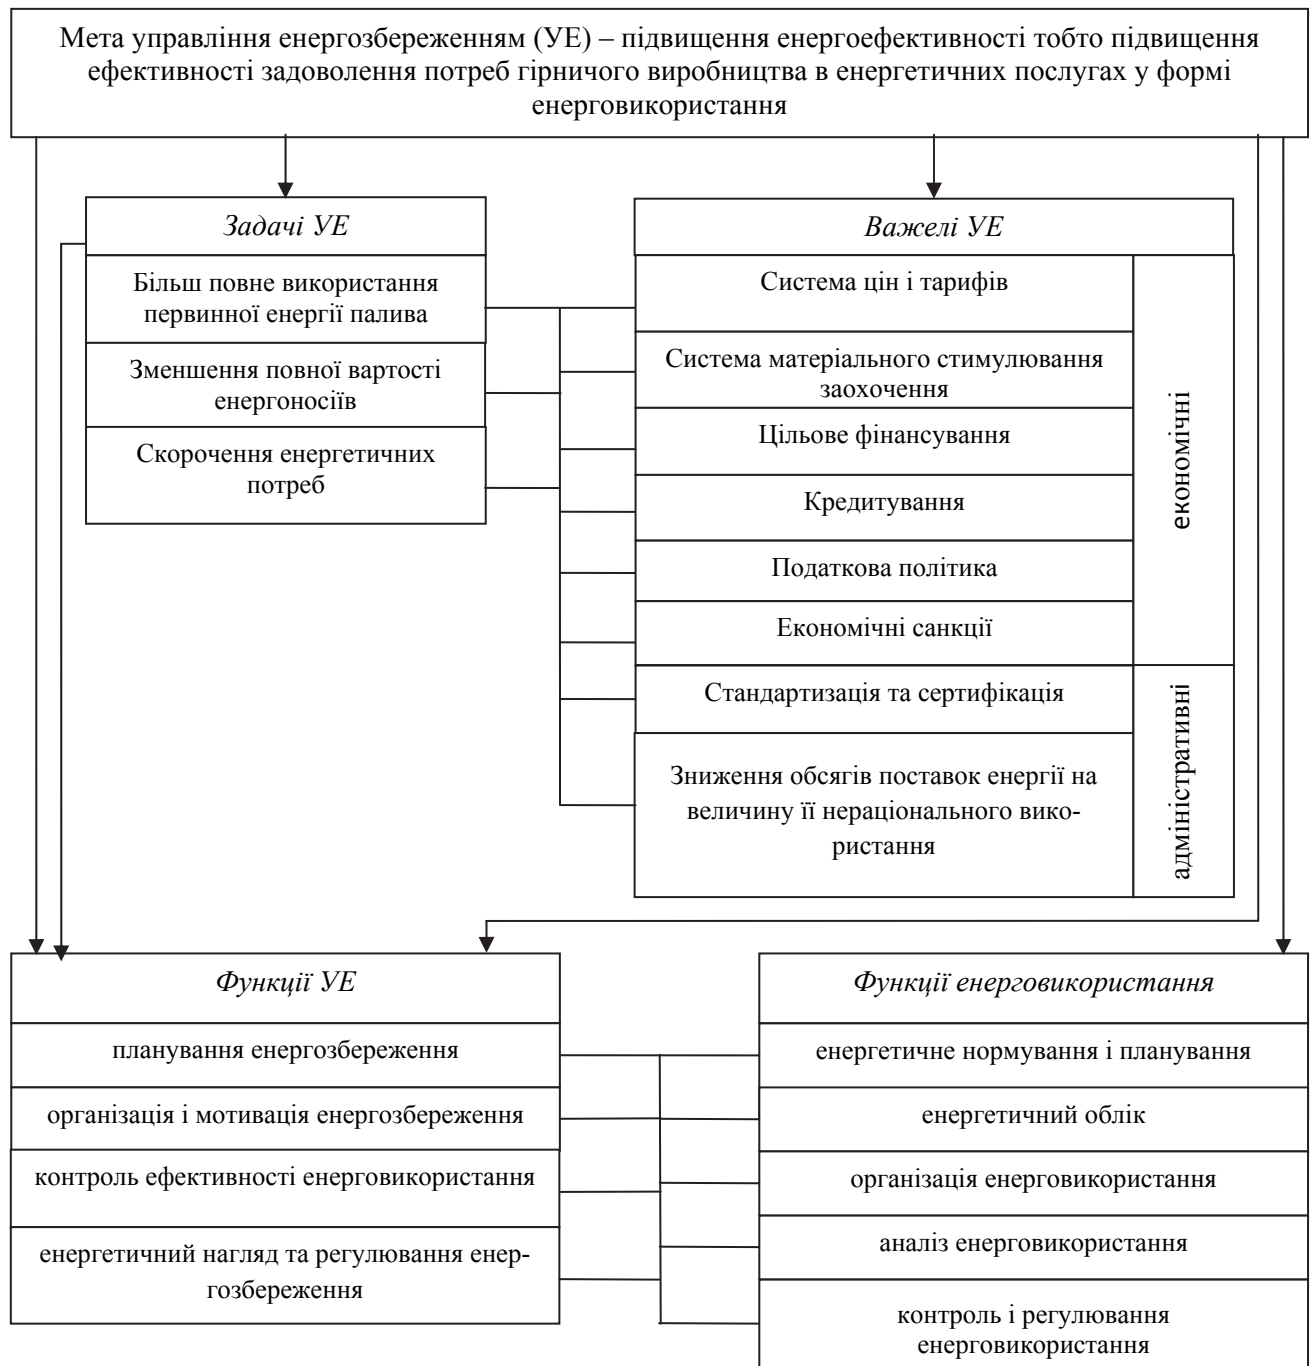 Мета управління енергозбереженням (УЕ) – підвищення енергоефективності тобто підвищення
ефективності задоволення потреб гірничого виробництва в енергетичних послугах у формі
енерговикористання
Задачі УЕ
Більш повне використання
первинної енергії палива
Зменшення повної вартості
енергоносіїв
Скорочення енергетичних
потреб
Важелі УЕ
Система цін і тарифів
Система матеріального стимулювання
заохочення
Цільове фінансування
Кредитування
Податкова політика
Економічні санкції
економічні
Стандартизація та сертифікація
Зниження обсягів поставок енергії на
величину її нераціонального вико-
ристання
адміністративні
Функції УЕ
планування енергозбереження
організація і мотивація енергозбереження
контроль ефективності енерговикористання
енергетичний нагляд та регулювання енер-
гозбереження
Функції енерговикористання
енергетичне нормування і планування
енергетичний облік
організація енерговикористання
аналіз енерговикористання
контроль і регулювання
енерговикористання